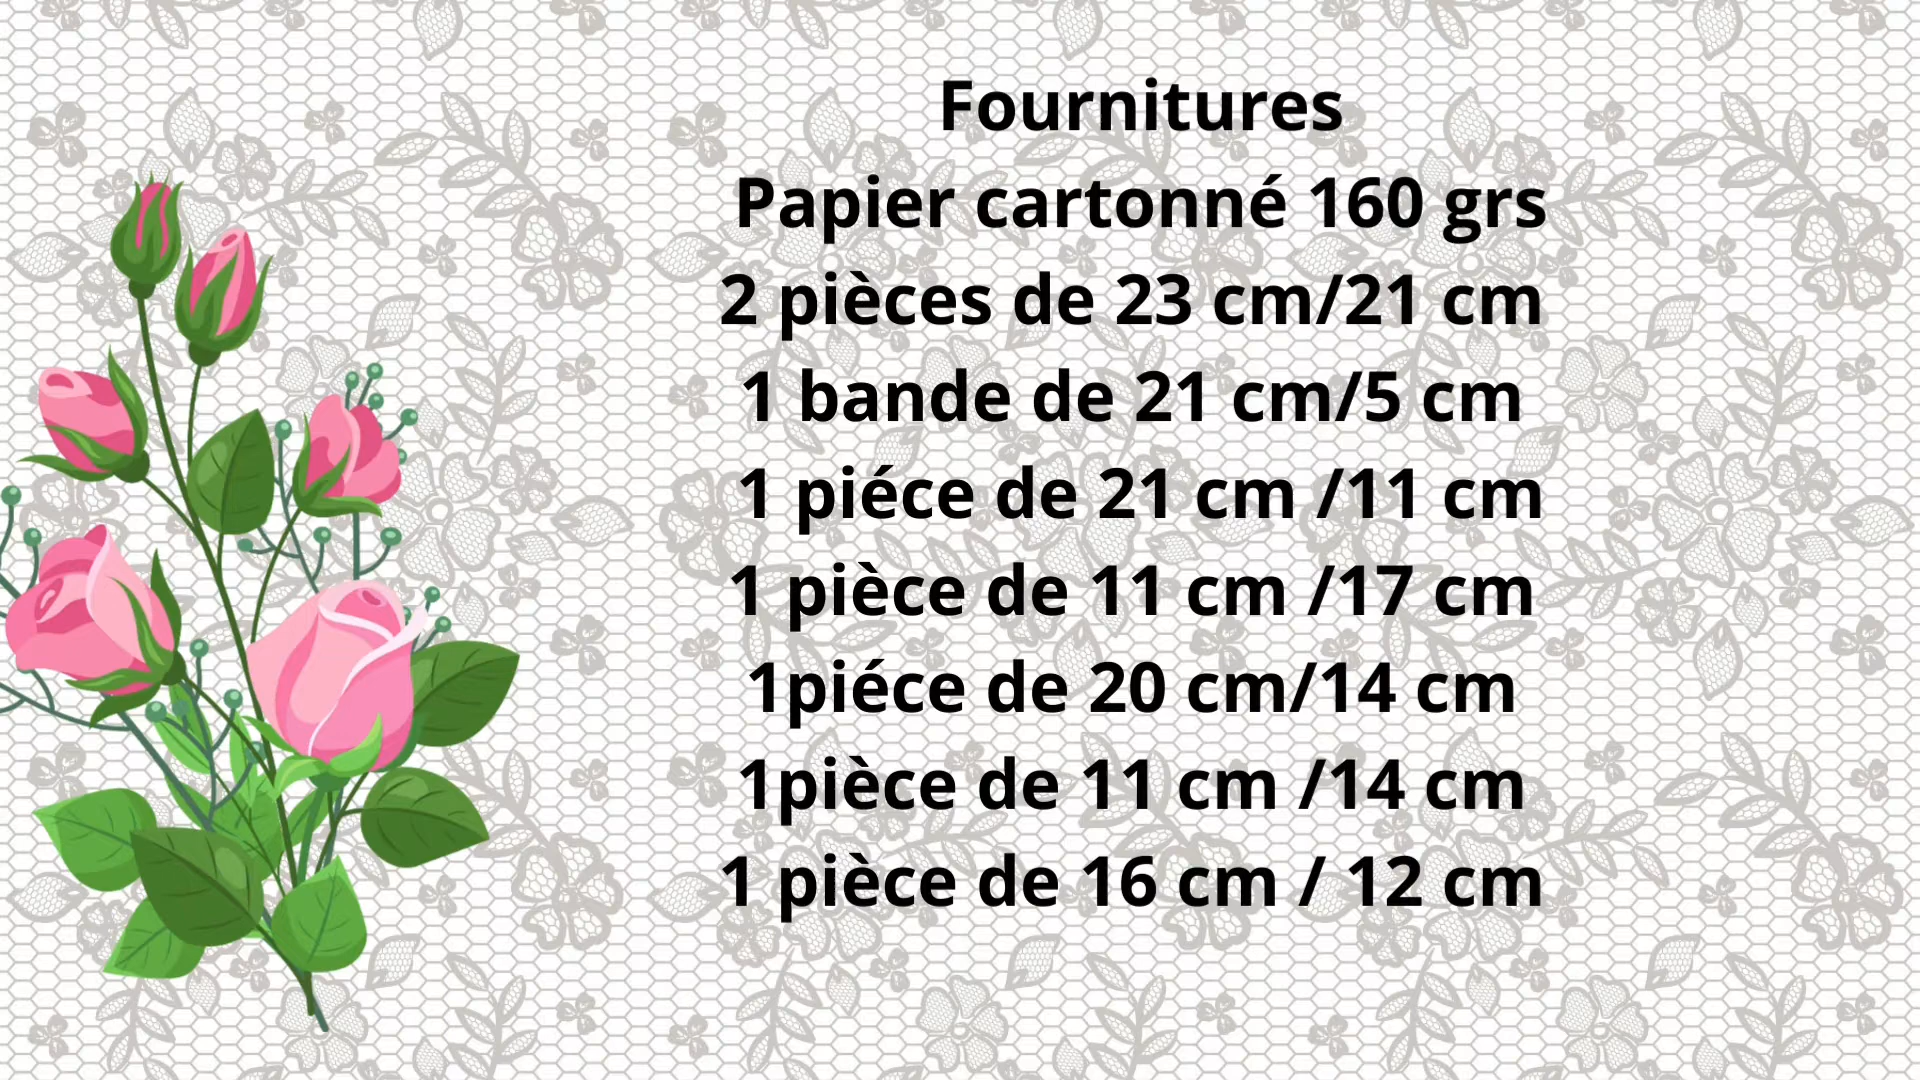 Fournitures
Papier cartonné 160 grs
2 pièces de 23 cm/21 cm
1 bande de 21 cm/5 cm
1 piéce de 21 cm /11 cm
1 pièce de 11 cm /17 cm
1piéce de 20 cm/14 cm
1pièce de 11 cm /14 cm
1 pièce de 16 cm / 12 cm